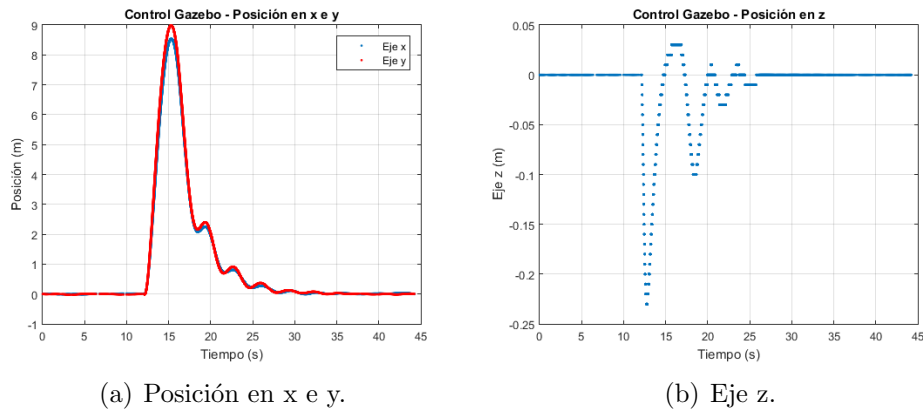 Control Gazebo - Posición en x e y
9
8
7
6
5
4
3
2
1
0
-1
Posición (m)
Eje x
Eje y
0 5 10 15 20 25 30 35 40 45
Tiempo (s)
(a) Posición en x e y.
Control Gazebo - Posición en z
0.05
0
-0.05
-0.1
-0.15
-0.2
-0.25
Eje z (m)
0 5 10 15 20 25 30 35 40 45
Tiempo (s)
(b) Eje z.